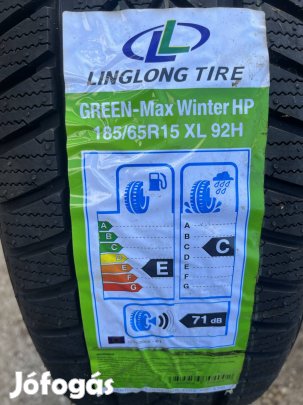 LINGLONG TIRE
GREEN-Max Winter HP
185/65R15 XL 92H
A
B
C
D
E
F
G
E
A
B
C
D
E
F
G
C
71 dB
Jófogás